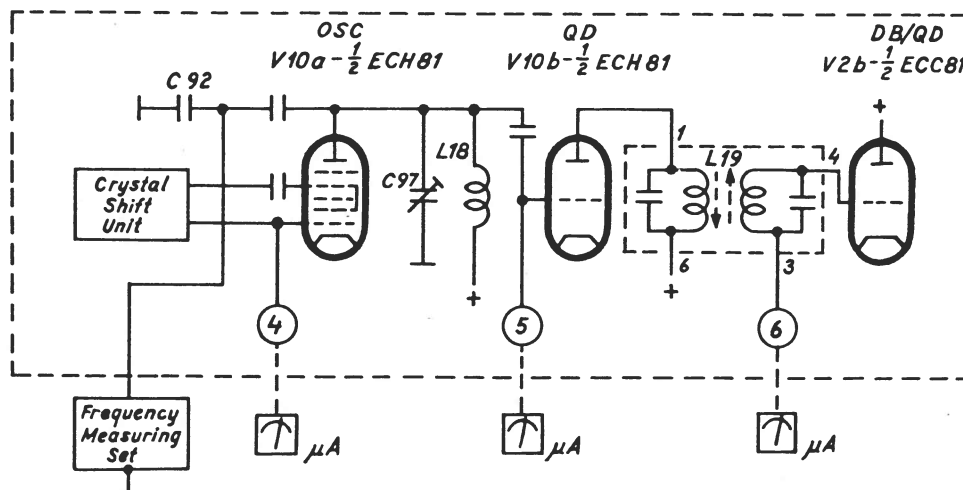 OSC
V10a-½ ECH81
QD
V10b-½ ECH81
DB/QD
V2b-½ ECC81
C 92
Crystal
Shift
Unit
C97
L18
+
1
L19
4
6
3
+
+
4
5
6
Frequency
Measuring
Set
μA
μA
μA